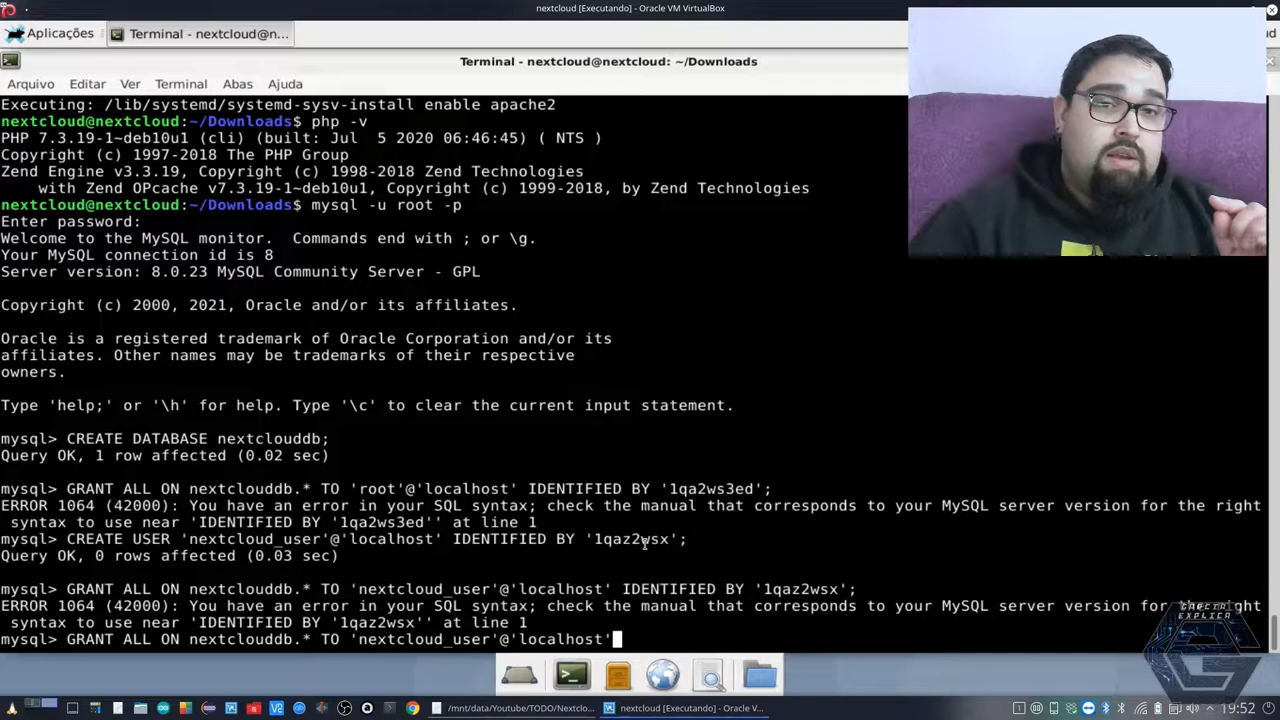 nextcloud [Executando] - Oracle VM VirtualBox
Aplicações
Terminal - nextcloud@n...
Terminal - nextcloud@nextcloud: ~/Downloads
Arquivo Editar Ver Terminal Abas Ajuda
Executing: /lib/systemd/systemd-sysv-install enable apache2
nextcloud@nextcloud:~/Downloads$ php -v
PHP 7.3.19-1~deb10u1 (cli) (built: Jul  5 2020 06:46:45) ( NTS )
Copyright (c) 1997-2018 The PHP Group
Zend Engine v3.3.19, Copyright (c) 1998-2018 Zend Technologies
    with Zend OPcache v7.3.19-1~deb10u1, Copyright (c) 1999-2018, by Zend Technologies
nextcloud@nextcloud:~/Downloads$ mysql -u root -p
Enter password:
Welcome to the MySQL monitor.  Commands end with ; or \g.
Your MySQL connection id is 8
Server version: 8.0.23 MySQL Community Server - GPL
Copyright (c) 2000, 2021, Oracle and/or its affiliates.
Oracle is a registered trademark of Oracle Corporation and/or its
affiliates. Other names may be trademarks of their respective
owners.
Type 'help;' or '\h' for help. Type '\c' to clear the current input statement.
mysql> CREATE DATABASE nextclouddb;
Query OK, 1 row affected (0.02 sec)
mysql> GRANT ALL ON nextclouddb.* TO 'root'@'localhost' IDENTIFIED BY '1qa2ws3ed';
ERROR 1064 (42000): You have an error in your SQL syntax; check the manual that corresponds to your MySQL server version for the right
syntax to use near 'IDENTIFIED BY '1qa2ws3ed'' at line 1
mysql> CREATE USER 'nextcloud_user'@'localhost' IDENTIFIED BY '1qaz2wsx';
Query OK, 0 rows affected (0.03 sec)
mysql> GRANT ALL ON nextclouddb.* TO 'nextcloud_user'@'localhost' IDENTIFIED BY '1qaz2wsx';
ERROR 1064 (42000): You have an error in your SQL syntax; check the manual that corresponds to your MySQL server version for the right
syntax to use near 'IDENTIFIED BY '1qaz2wsx'' at line 1
mysql> GRANT ALL ON nextclouddb.* TO 'nextcloud_user'@'localhost'
GARCIA
EXPLICA
/mnt/data/Youtube/TODO/Nextclo...
nextcloud [Executando] - Oracle V...
19:52